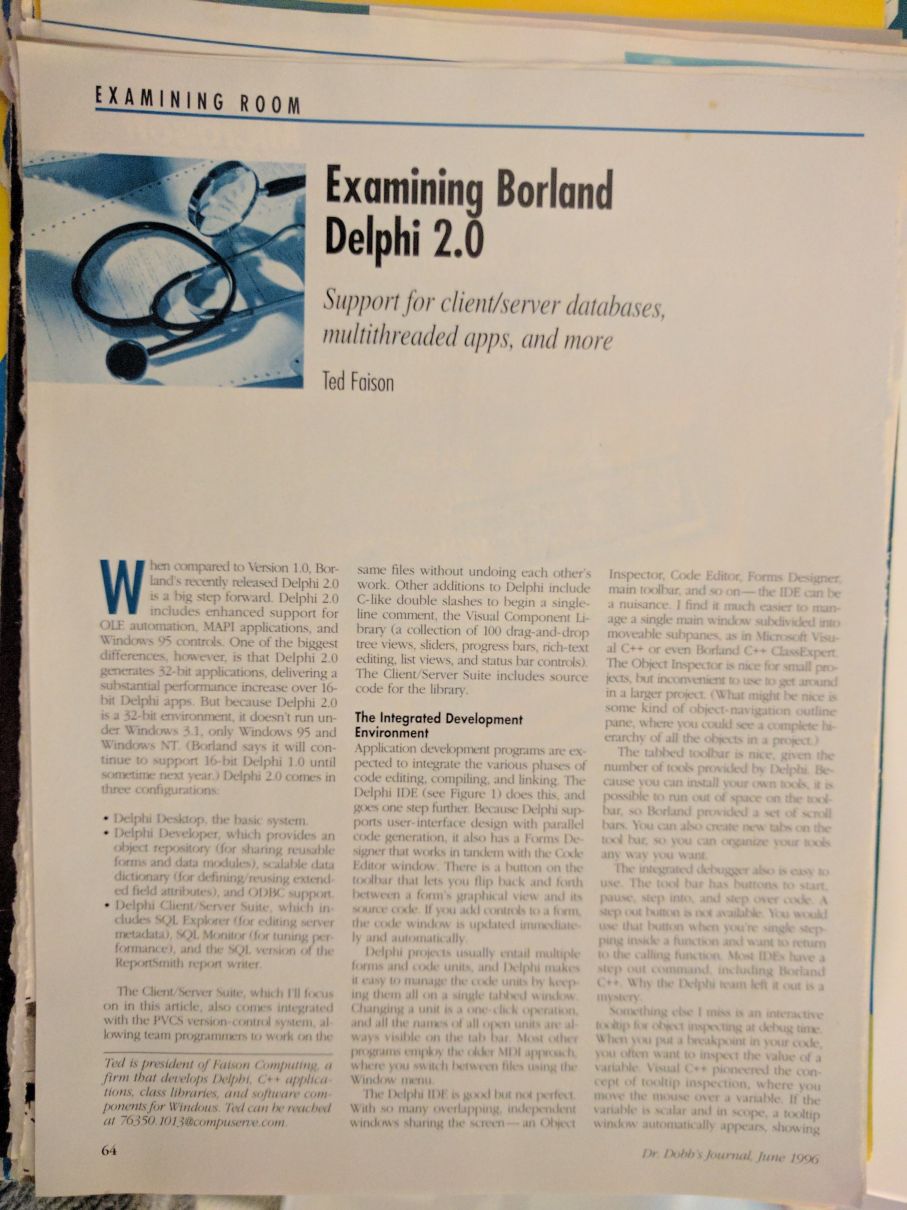 EXAMINING ROOM
Examining Borland
Delphi 2.0
Support for client/server databases,
multithreaded apps, and more
Ted Faison
When compared to Version 1.0, Bor-
land's recently released Delphi 2.0
is a big step forward. Delphi 2.0
includes enhanced support for
OLE automation, MAPI applications, and
Windows 95 controls. One of the biggest
differences, however, is that Delphi 2.0
generates 32-bit applications, delivering a
substantial performance increase over 16-
bit Delphi apps. But because Delphi 2.0
is a 32-bit environment, it doesn't run un-
der Windows 3.1, only Windows 95 and
Windows NT. (Borland says it will con-
tinue to support 16-bit Delphi 1.0 until
sometime next year.) Delphi 2.0 comes in
three configurations:
• Delphi Desktop, the basic system.
• Delphi Developer, which provides an
object repository (for sharing reusable
forms and data modules), scalable data
dictionary (for defining/reusing extend-
ed field attributes), and ODBC support.
• Delphi Client/Server Suite, which in-
cludes SQL Explorer (for editing server
metadata), SQL Monitor (for tuning per-
formance), and the SQL version of the
ReportSmith report writer.
The Client/Server Suite, which I'll focus
on in this article, also comes integrated
with the PVCS version-control system, al-
lowing team programmers to work on the
Ted is president of Faison Computing, a
firm that develops Delphi, C++ applica-
tions, class libraries, and software com-
ponents for Windows. Ted can be reached
at 76350.1013@compuserve.com.
same files without undoing each other's
work. Other additions to Delphi include
C-like double slashes to begin a single-
line comment, the Visual Component Li-
brary (a collection of 100 drag-and-drop
tree views, sliders, progress bars, rich-text
editing, list views, and status bar controls).
The Client/Server Suite includes source
code for the library.
The Integrated Development
Environment
Application development programs are ex-
pected to integrate the various phases of
code editing, compiling, and linking. The
Delphi IDE (see Figure 1) does this, and
goes one step further. Because Delphi sup-
ports user-interface design with parallel
code generation, it also has a Forms De-
signer that works in tandem with the Code
Editor window. There is a button on the
toolbar that lets you flip back and forth
between a form's graphical view and its
source code. If you add controls to a form,
the code window is updated immediate-
ly and automatically.
Delphi projects usually entail multiple
forms and code units, and Delphi makes
it easy to manage the code units by keep-
ing them all on a single tabbed window.
Changing a unit is a one-click operation,
and all the names of all open units are al-
ways visible on the tab bar. Most other
programs employ the older MDI approach,
where you switch between files using the
Window menu.
The Delphi IDE is good but not perfect.
With so many overlapping, independent
windows sharing the screen—an Object
Inspector, Code Editor, Forms Designer,
main toolbar, and so on—the IDE can be
a nuisance. I find it much easier to man-
age a single main window subdivided into
moveable subpanes, as in Microsoft Visu-
al C++ or even Borland C++ ClassExpert.
The Object Inspector is nice for small pro-
jects, but inconvenient to use to get around
in a larger project. (What might be nice is
some kind of object-navigation outline
pane, where you could see a complete hi-
erarchy of all the objects in a project.)
The tabbed toolbar is nice, given the
number of tools provided by Delphi. Be-
cause you can install your own tools, it is
possible to run out of space on the tool-
bar, so Borland provided a set of scroll
bars. You can also create new tabs on the
tool bar, so you can organize your tools
any way you want.
The integrated debugger also is easy to
use. The tool bar has buttons to start,
pause, step into, and step over code. A
step out button is not available. You would
use that button when you're single step-
ping inside a function and want to return
to the calling function. Most IDEs have a
step out command, including Borland
C++. Why the Delphi team left it out is a
mystery.
Something else I miss is an interactive
tooltip for object inspecting at debug time.
When you put a breakpoint in your code,
you often want to inspect the value of a
variable. Visual C++ pioneered the con-
cept of tooltip inspection, where you
move the mouse over a variable. If the
variable is scalar and in scope, a tooltip
window automatically appears, showing
64
Dr. Dobb's Journal, June 1996